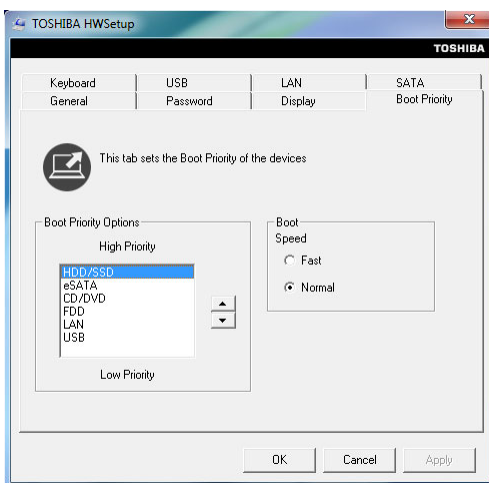 TOSHIBA HWSetup
TOSHIBA
Keyboard USB LAN SATA
General Password Display Boot Priority
This tab sets the Boot Priority of the devices
Boot Priority Options
High Priority
HDD/SSD
eSATA
CD/DVD
FDD
LAN
USB
Low Priority
Boot
Speed
Fast
Normal
OK Cancel Apply